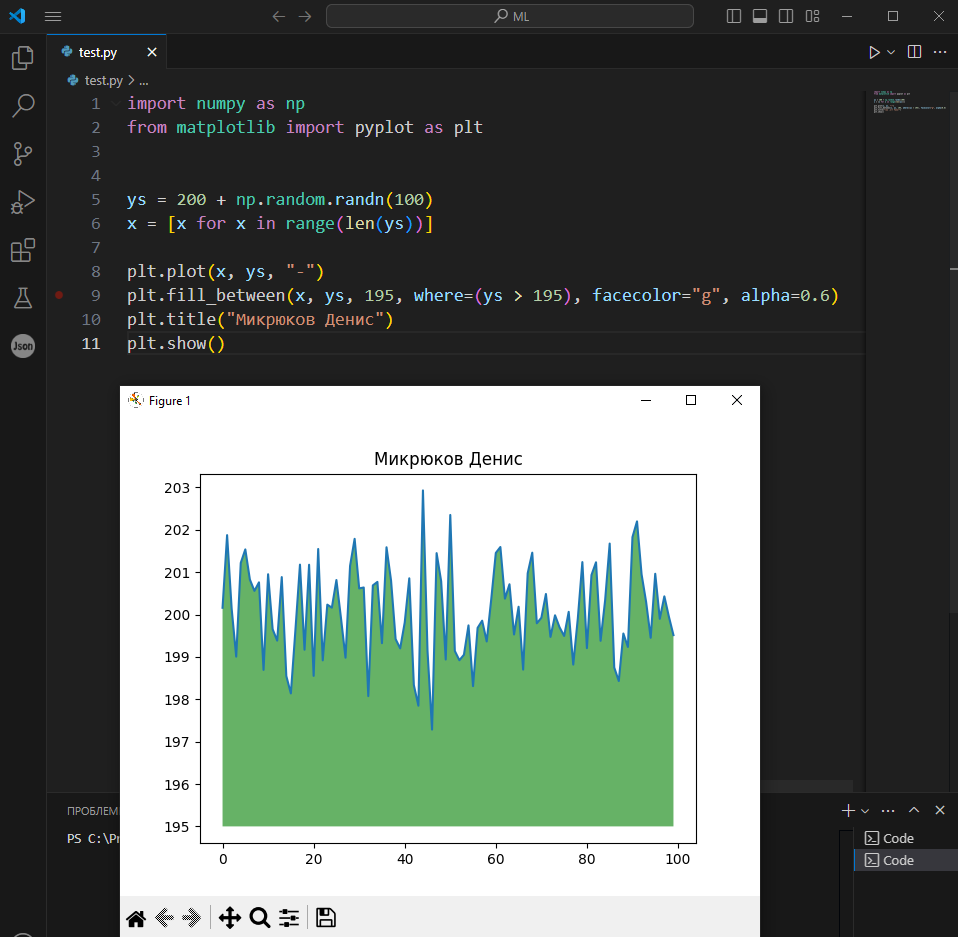 ML
test.py
test.py > ...
1 import numpy as np
2 from matplotlib import pyplot as plt
3
4
5 ys = 200 + np.random.randn(100)
6 x = [x for x in range(len(ys))]
7
8 plt.plot(x, ys, "-")
9 plt.fill_between(x, ys, 195, where=(ys > 195), facecolor="g", alpha=0.6)
10 plt.title("Микрюков Денис")
11 plt.show()
Json
Figure 1
Микрюков Денис
203
202
201
200
199
198
197
196
195
0 20 40 60 80 100
ПРОБЛЕМ
PS C:\Pr
Code
Code